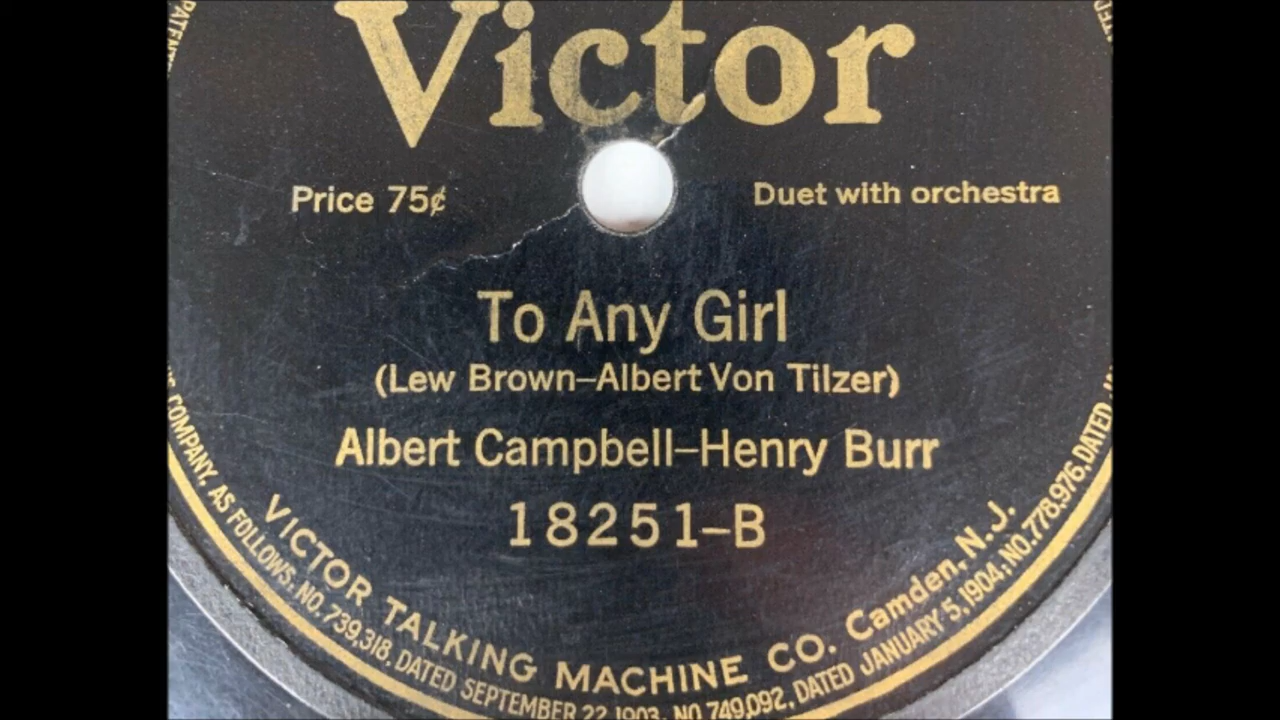 Victor
Price 75¢
Duet with orchestra
To Any Girl
(Lew Brown–Albert Von Tilzer)
Albert Campbell–Henry Burr
18251–B
VICTOR TALKING MACHINE CO. Camden, N.J.
COMPANY, AS FOLLOWS: NO. 739,318, DATED SEPTEMBER 22, 1903, NO. 749,092, DATED JANUARY 5, 1904; NO. 778,976, DATED